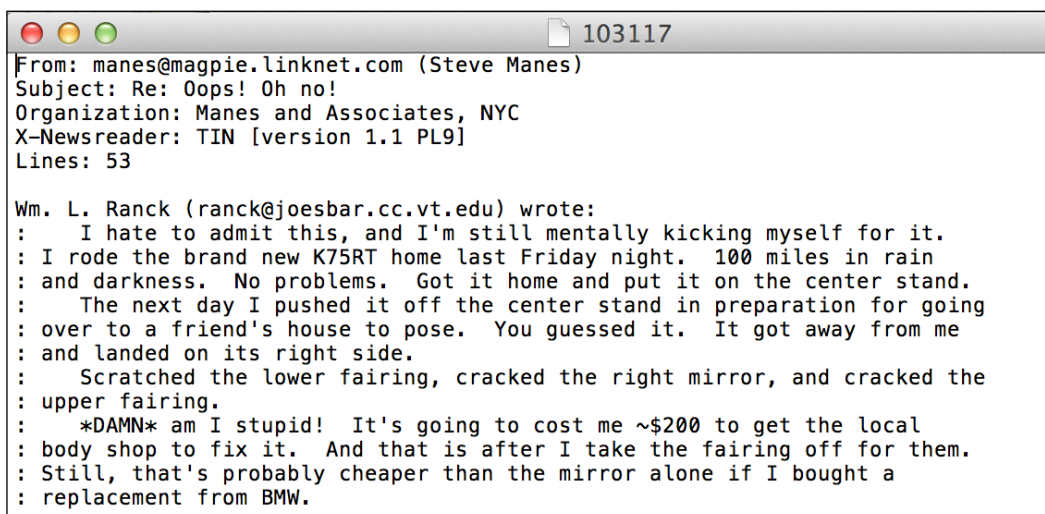 103117
From: manes@magpie.linknet.com (Steve Manes)
Subject: Re: Oops! Oh no!
Organization: Manes and Associates, NYC
X-Newsreader: TIN [version 1.1 PL9]
Lines: 53

Wm. L. Ranck (ranck@joesbar.cc.vt.edu) wrote:
:    I hate to admit this, and I'm still mentally kicking myself for it.
: I rode the brand new K75RT home last Friday night.  100 miles in rain
: and darkness.  No problems.  Got it home and put it on the center stand.
:    The next day I pushed it off the center stand in preparation for going
: over to a friend's house to pose.  You guessed it.  It got away from me
: and landed on its right side.
:    Scratched the lower fairing, cracked the right mirror, and cracked the
: upper fairing.
:    *DAMN* am I stupid!  It's going to cost me ~$200 to get the local
: body shop to fix it.  And that is after I take the fairing off for them.
: Still, that's probably cheaper than the mirror alone if I bought a
: replacement from BMW.